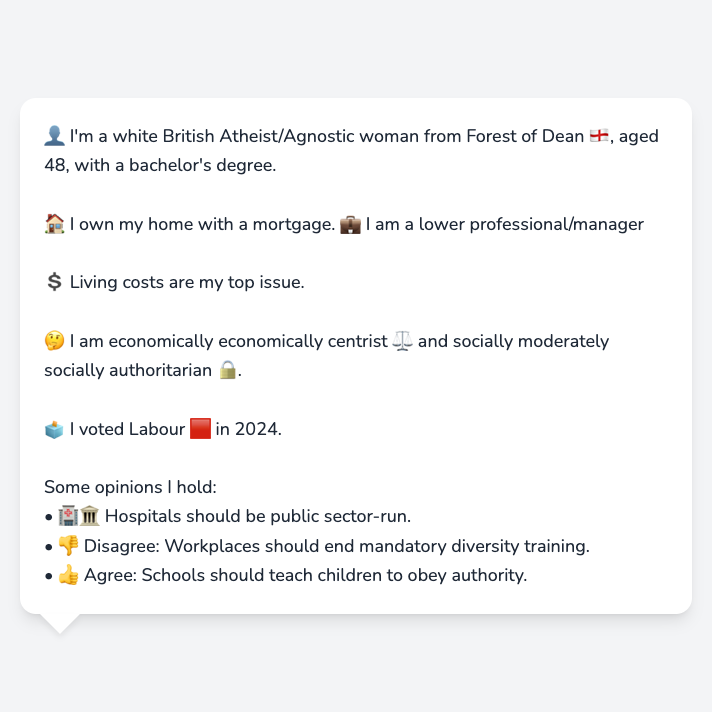 👤 I'm a white British Atheist/Agnostic woman from Forest of Dean 🏴󠁧󠁢󠁥󠁮󠁧󠁿, aged
48, with a bachelor's degree.
🏠 I own my home with a mortgage. 💼 I am a lower professional/manager
💲 Living costs are my top issue.
🤔 I am economically economically centrist ⚖️ and socially moderately
socially authoritarian 🔒.
🗳️ I voted Labour 🟥 in 2024.
Some opinions I hold:
• 🏥🏛️ Hospitals should be public sector-run.
• 👎 Disagree: Workplaces should end mandatory diversity training.
• 👍 Agree: Schools should teach children to obey authority.